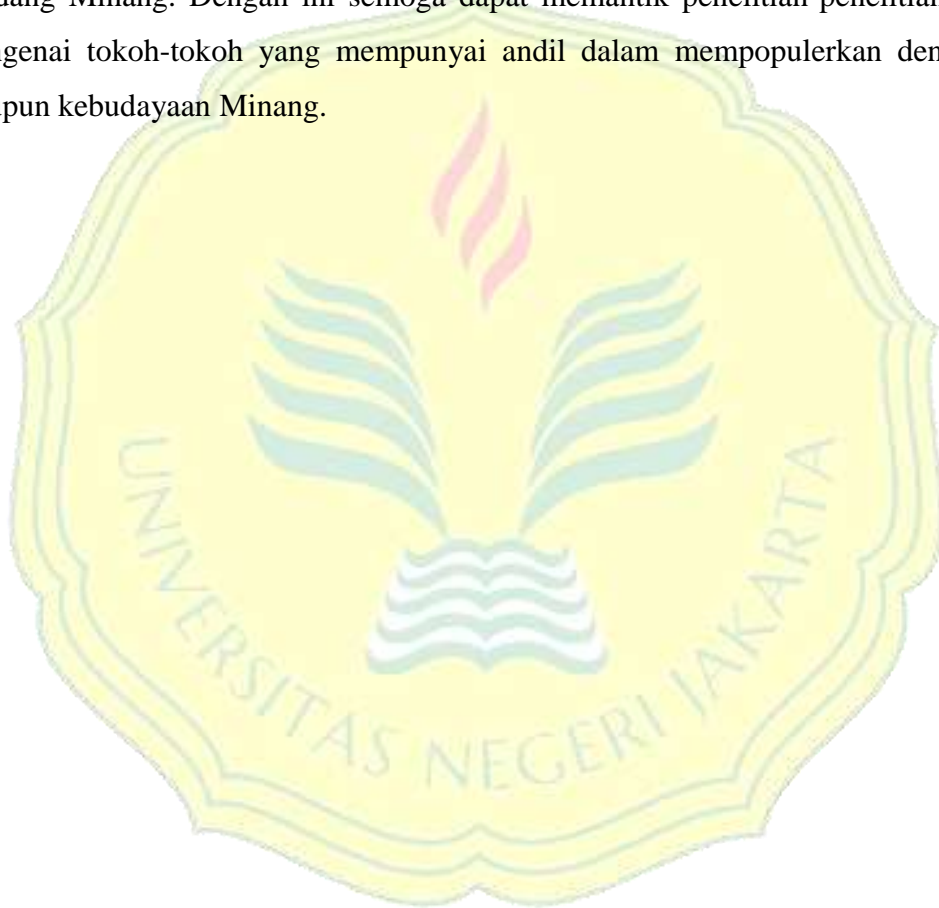 dang Minang. Dengan ini semoga dapat memantik penelitian-penelitian
ngenai tokoh-tokoh yang mempunyai andil dalam mempopulerkan den
pun kebudayaan Minang.
UNIVERSITAS NEGERI JAKARTA